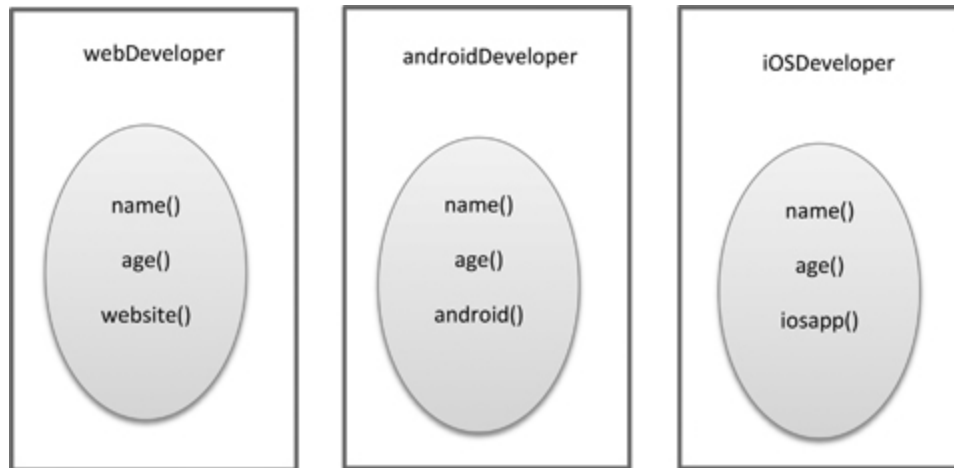 webDeveloper
name()
age()
website()
androidDeveloper
name()
age()
android()
iOSDeveloper
name()
age()
iosapp()